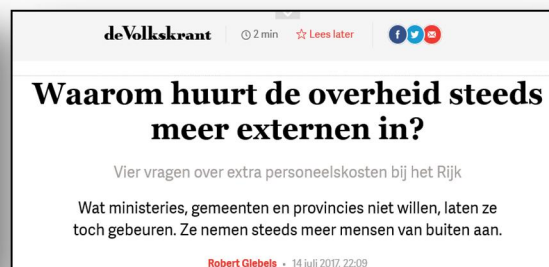 de Volkskrant 2 min Lees later
Waarom huurt de overheid steeds
meer externen in?
Vier vragen over extra personeelskosten bij het Rijk
Wat ministeries, gemeenten en provincies niet willen, laten ze
toch gebeuren. Ze nemen steeds meer mensen van buiten aan.
Robert Giebels • 14 juli 2017, 22:09